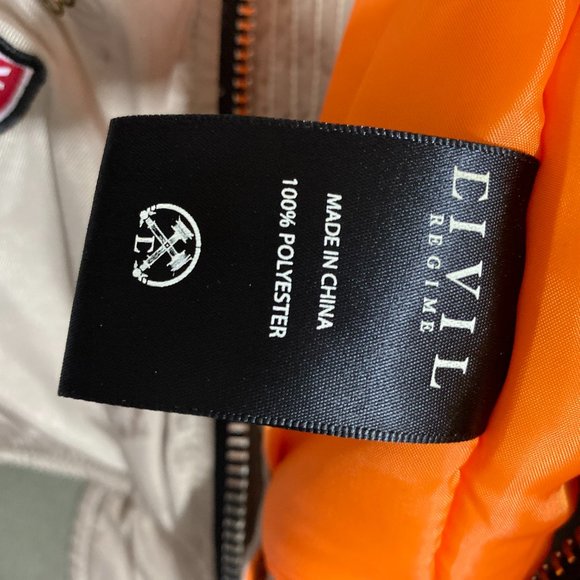 CIVIL
REGIME
MADE IN CHINA
100% POLYESTER
L